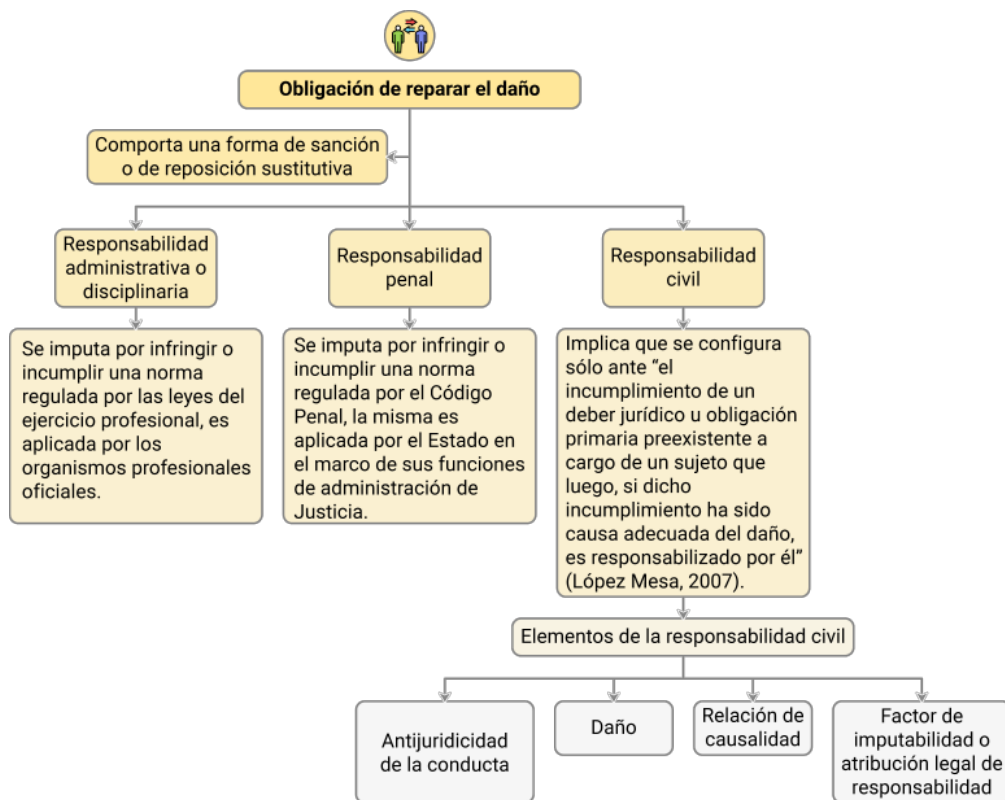 Obligación de reparar el daño
Comporta una forma de sanción
o de reposición sustitutiva
Responsabilidad
administrativa o
disciplinaria
Responsabilidad
penal
Responsabilidad
civil
Se imputa por infringir o
incumplir una norma
regulada por las leyes del
ejercicio profesional, es
aplicada por los
organismos profesionales
oficiales.
Se imputa por infringir o
incumplir una norma
regulada por el Código
Penal, la misma es
aplicada por el Estado en
el marco de sus funciones
de administración de
Justicia.
Implica que se configura
sólo ante “el
incumplimiento de un
deber jurídico u obligación
primaria preexistente a
cargo de un sujeto que
luego, si dicho
incumplimiento ha sido
causa adecuada del daño,
es responsabilizado por él”
(López Mesa, 2007).
Elementos de la responsabilidad civil
Antijuridicidad
de la conducta
Daño
Relación de
causalidad
Factor de
imputabilidad o
atribución legal de
responsabilidad